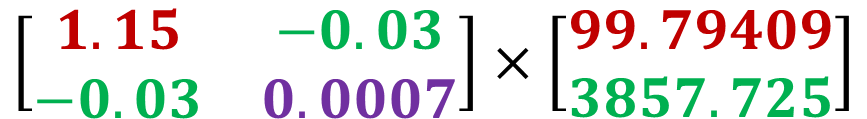 [1.15 −0.03] × [99.79409]
[−0.03 0.0007] [3857.725]